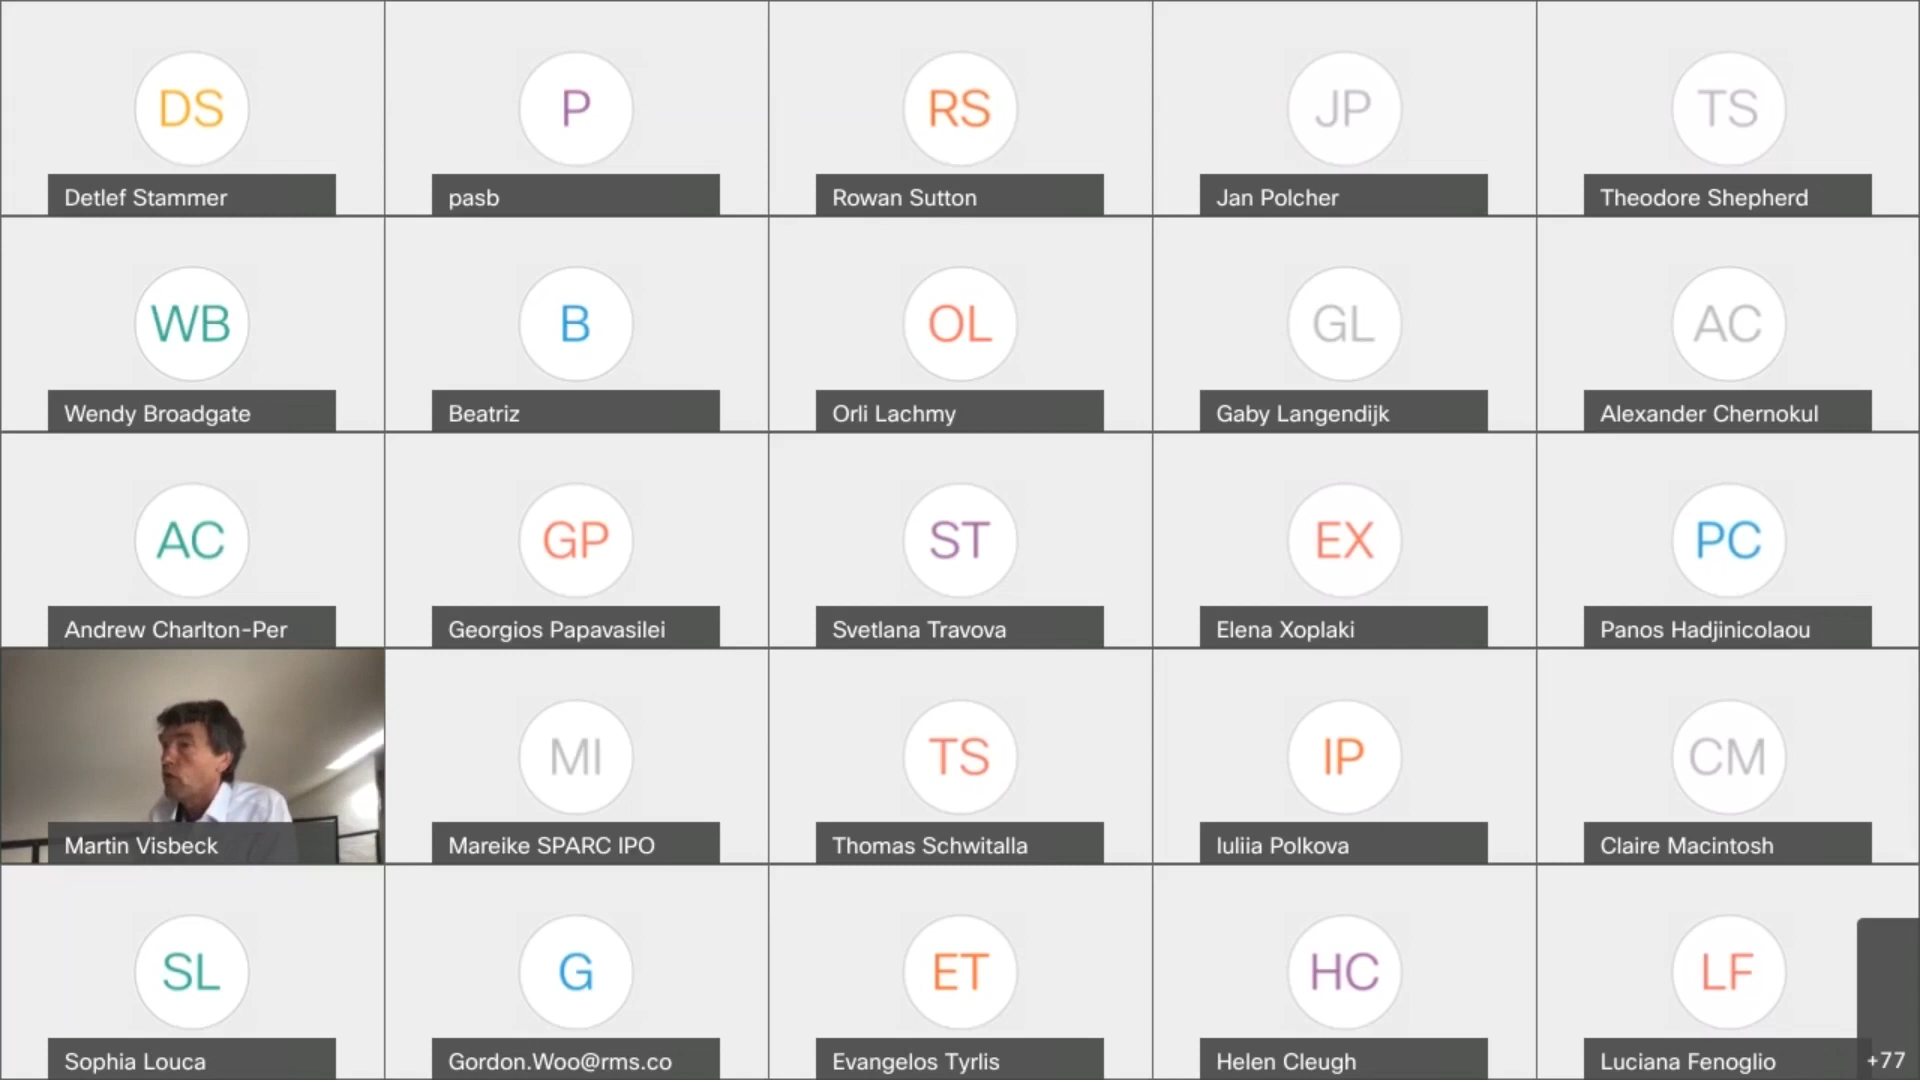 DS
P
RS
JP
TS
Detlef Stammer
pasb
Rowan Sutton
Jan Polcher
Theodore Shepherd
WB
B
OL
GL
AC
Wendy Broadgate
Beatriz
Orli Lachmy
Gaby Langendijk
Alexander Chernokul
AC
GP
ST
EX
PC
Andrew Charlton-Per
Georgios Papavasilei
Svetlana Travova
Elena Xoplaki
Panos Hadjinicolaou
MI
TS
IP
CM
Martin Visbeck
Mareike SPARC IPO
Thomas Schwitalla
Iuliia Polkova
Claire Macintosh
SL
G
ET
HC
LF
Sophia Louca
Gordon.Woo@rms.co
Evangelos Tyrlis
Helen Cleugh
Luciana Fenoglio
+77